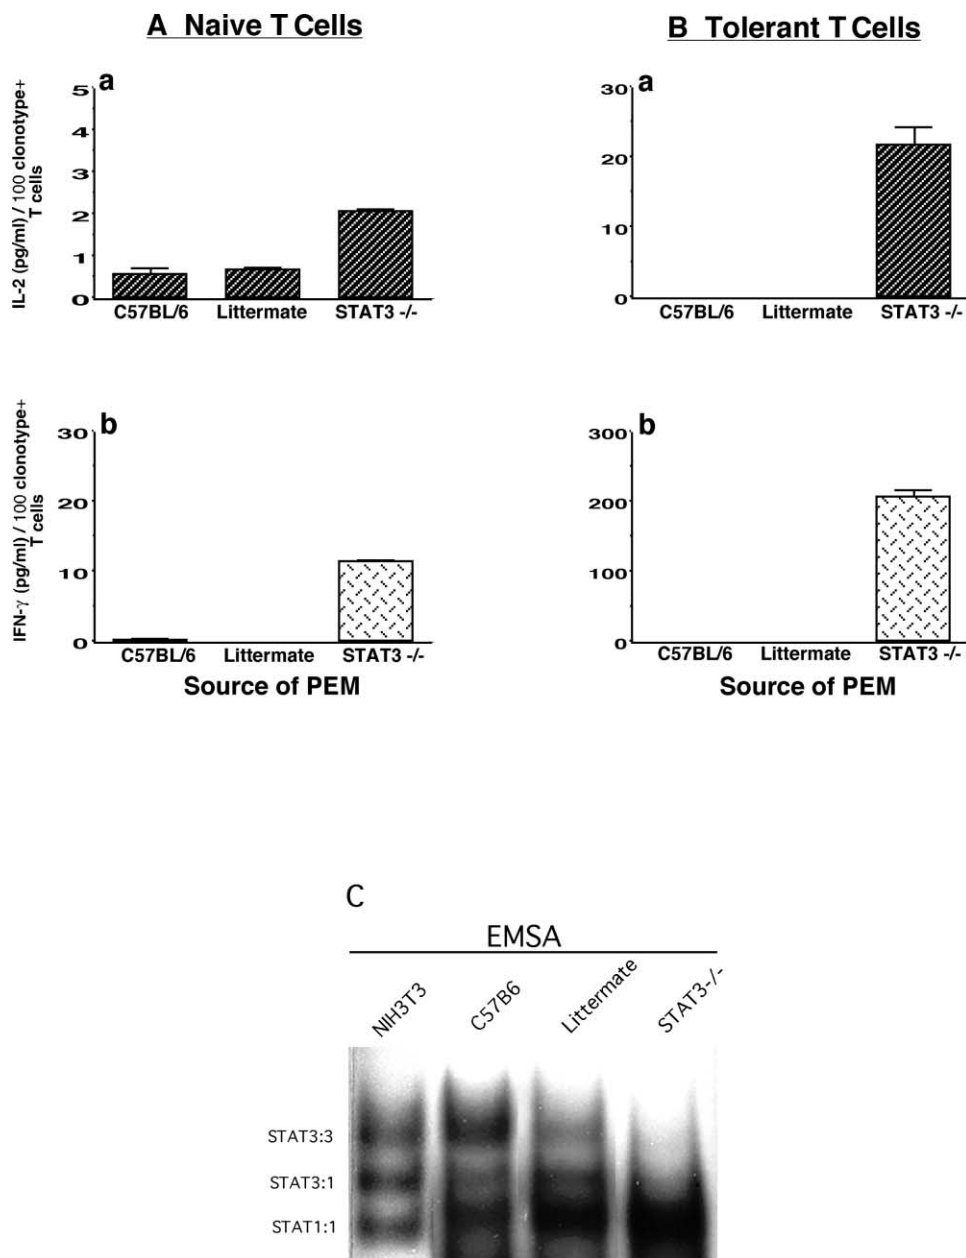 A Naive T Cells
B Tolerant T Cells
a
IL-2 (pg/ml) / 100 clonotype+
T cells
5
4
3
2
1
0
C57BL/6 Littermate STAT3 -/-
a
30
20
10
0
C57BL/6 Littermate STAT3 -/-
b
IFN-γ (pg/ml) / 100 clonotype+
T cells
30
20
10
0
C57BL/6 Littermate STAT3 -/-
Source of PEM
b
300
200
100
0
C57BL/6 Littermate STAT3 -/-
Source of PEM
C
EMSA
NIH3T3 C57B6 Littermate STAT3-/-
STAT3:3
STAT3:1
STAT1:1